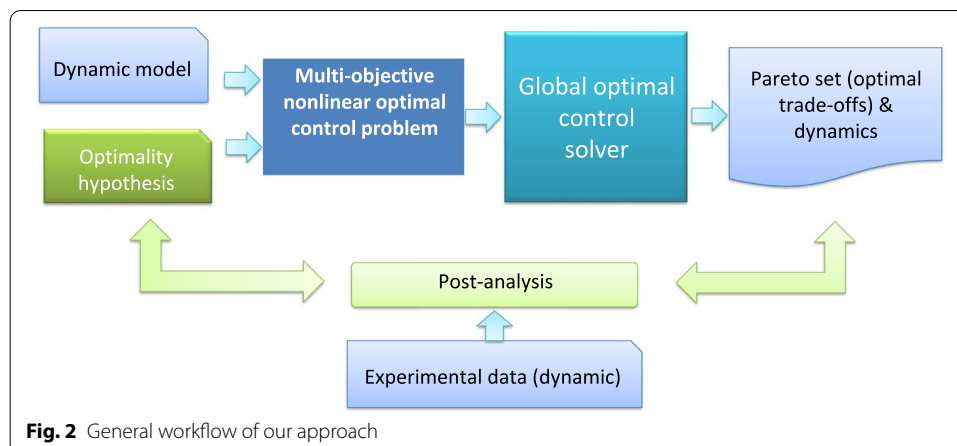 Dynamic model
Optimality
hypothesis
Multi-objective
nonlinear optimal
control problem
Global optimal
control
solver
Pareto set (optimal
trade-offs) &
dynamics
Post-analysis
Experimental data (dynamic)
Fig. 2 General workflow of our approach